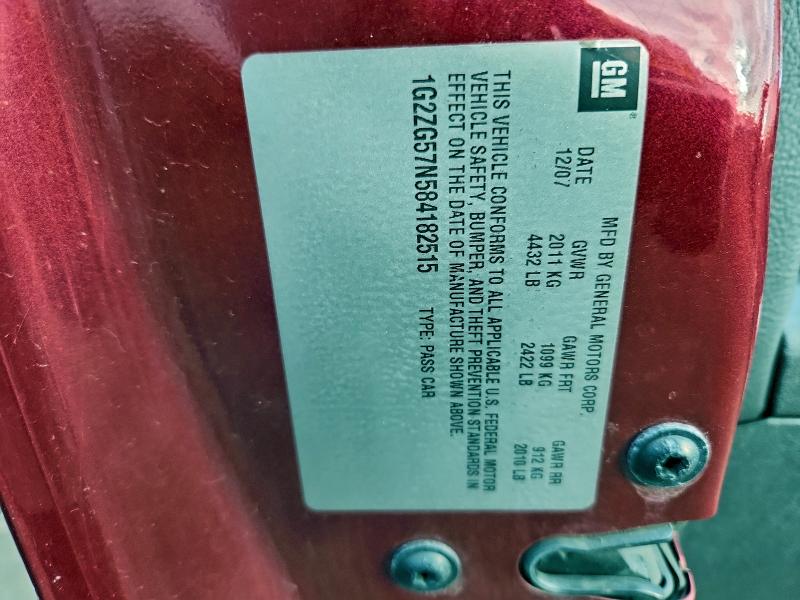 GM®
MFD BY GENERAL MOTORS CORP.
DATE GVWR GAWR FRT GAWR RR
12/07 2011 KG 1099 KG 912 KG
4432 LB 2422 LB 2010 LB
THIS VEHICLE CONFORMS TO ALL APPLICABLE U.S. FEDERAL MOTOR
VEHICLE SAFETY, BUMPER, AND THEFT PREVENTION STANDARDS IN
EFFECT ON THE DATE OF MANUFACTURE SHOWN ABOVE.
1G2ZG57N584182515 TYPE: PASS CAR